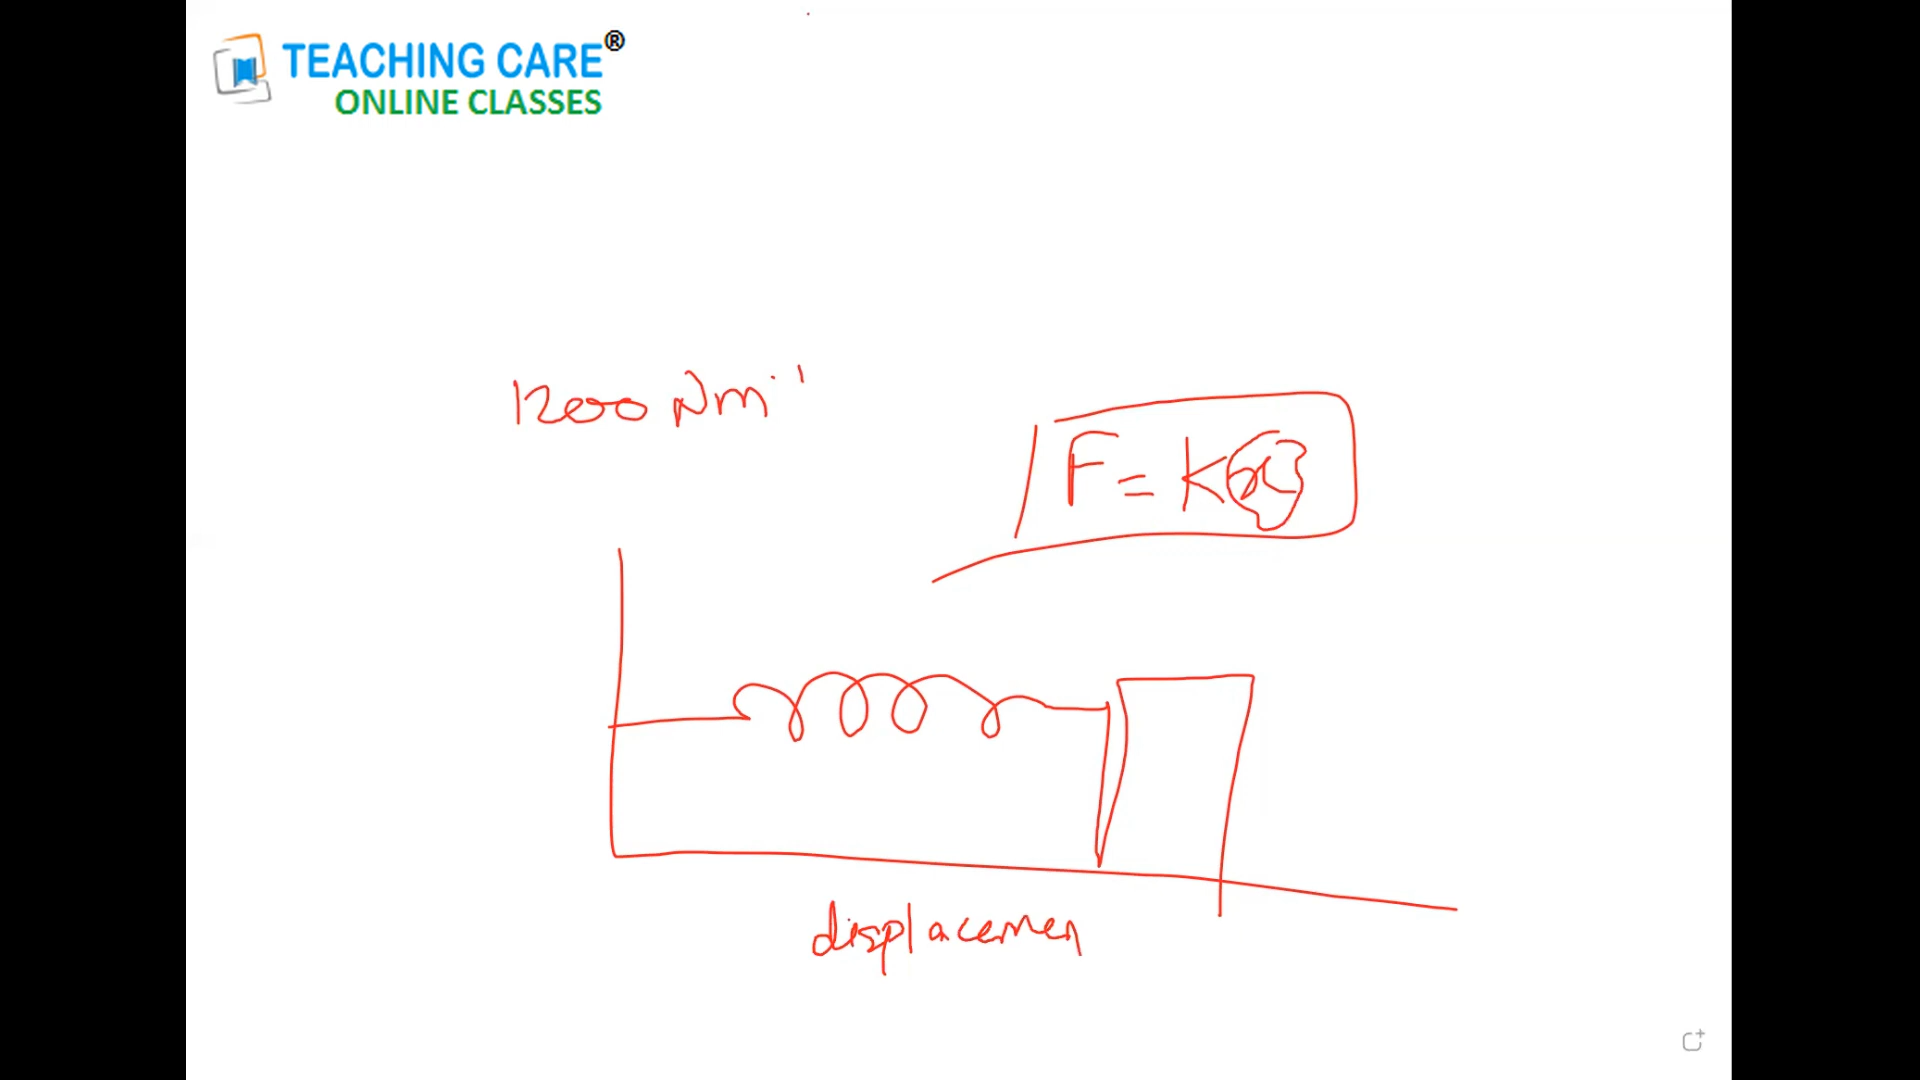 TEACHING CARE®
ONLINE CLASSES
1200 Nm⁻¹
F = Kx
displacemen